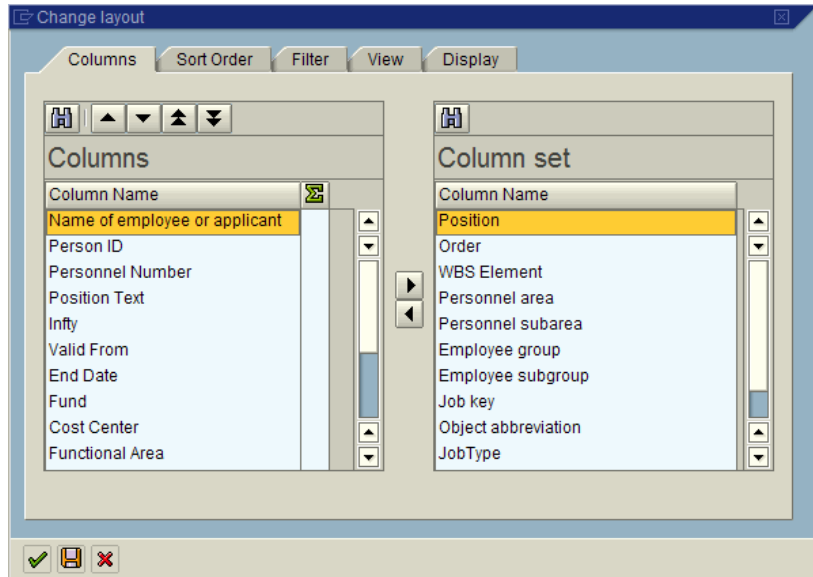 Change layout
Columns
Sort Order
Filter
View
Display
Columns
Column Name
Name of employee or applicant
Person ID
Personnel Number
Position Text
Infty
Valid From
End Date
Fund
Cost Center
Functional Area
Column set
Column Name
Position
Order
WBS Element
Personnel area
Personnel subarea
Employee group
Employee subgroup
Job key
Object abbreviation
JobType